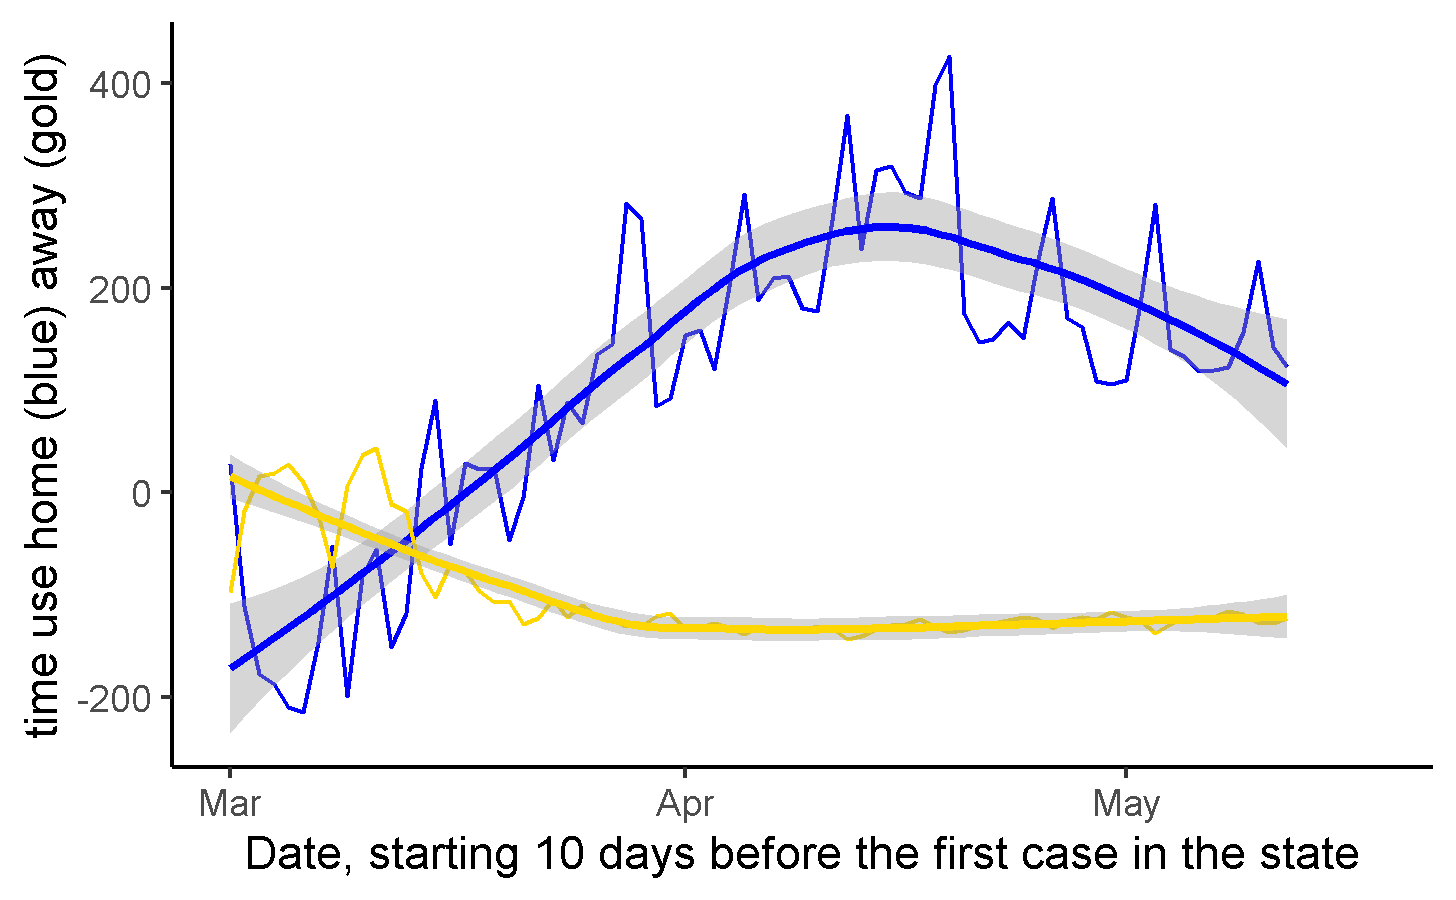 time use home (blue) away (gold)
400
200
0
-200
Mar
Apr
May
Date, starting 10 days before the first case in the state